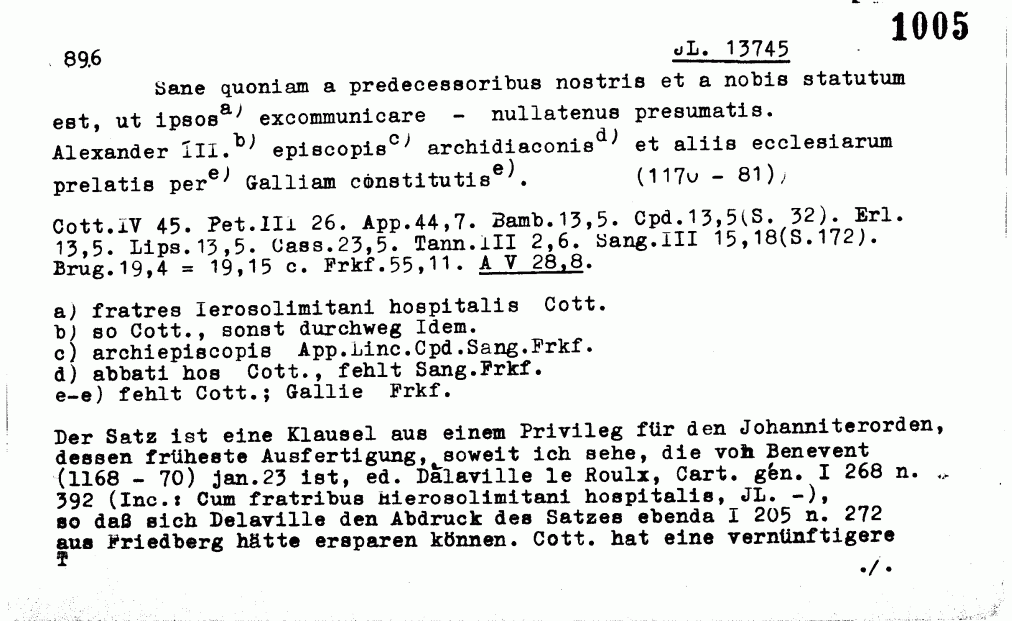 1005
896 JL. 13745
Sane quoniam a predecessoribus nostris et a nobis statutum
est, ut ipsos a) excommunicare - nullatenus presumatis.
Alexander III. b) episcopis c) archidiaconis d) et aliis ecclesiarum
prelatis per e) Galliam constitutis e). (1170 - 81)
Cott.IV 45. Pet.III 26. App.44,7. Bamb.13,5. Cpd.13,5(S. 32). Erl.
13,5. Lips.13,5. Cass.23,5. Tann.III 2,6. Sang.III 15,18(S.172).
Brug.19,4 = 19,15 c. Frkf.55,11. A V 28,8.
a) fratres Ierosolimitani hospitalis Cott.
b) so Cott., sonst durchweg Idem.
c) archiepiscopis App.Linc.Cpd.Sang.Frkf.
d) abbati hos Cott., fehlt Sang.Frkf.
e-e) fehlt Cott.; Gallie Frkf.
Der Satz ist eine Klausel aus einem Privileg für den Johanniterorden,
dessen früheste Ausfertigung, soweit ich sehe, die von Benevent
(1168 - 70) jan.23 ist, ed. Dalaville le Roulx, Cart. gén. I 268 n.
392 (Inc.: Cum fratribus Hierosolimitani hospitalis, JL. -),
so daß sich Delaville den Abdruck des Satzes ebenda I 205 n. 272
aus Friedberg hätte ersparen können. Cott. hat eine vernünftigere
T
./.